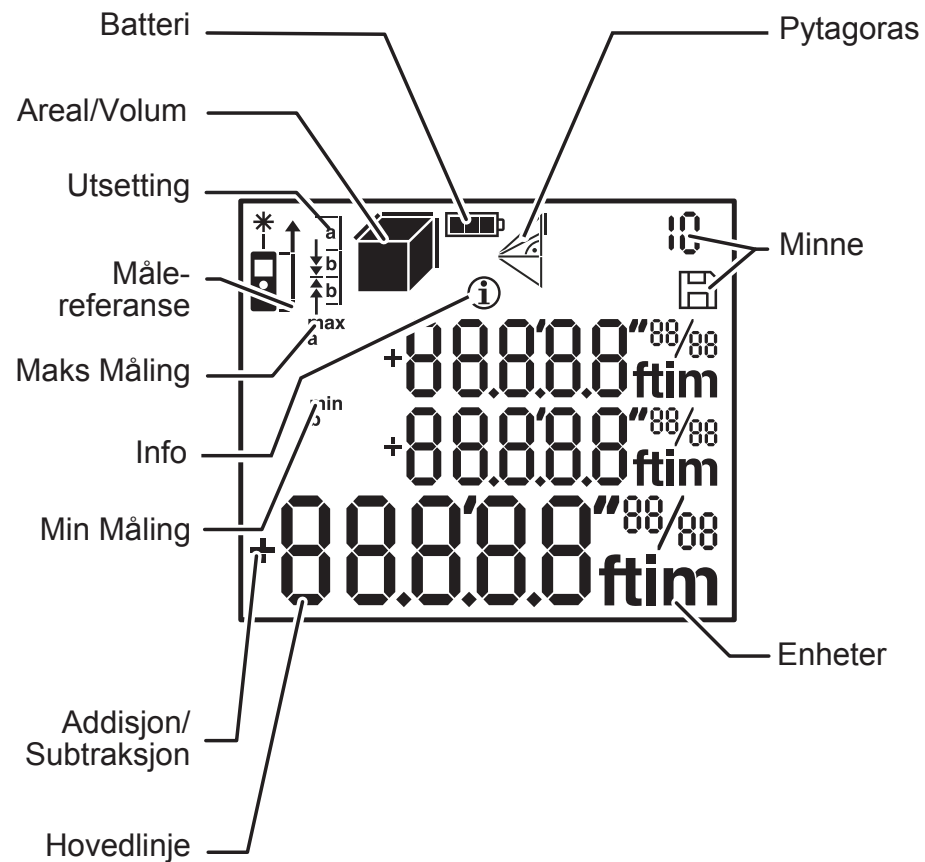 Batteri
Pytagoras
Areal/Volum
Utsetting
Minne
Måle-
referanse
Maks Måling
Info
Min Måling
Enheter
Addisjon/
Subtraksjon
Hovedlinje
a
b
b
max
a
min
b
10
i
+88.8'8.8"88/88
ftim
+88.8'8.8"88/88
ftim
+88.8'8.8"88/88
ftim